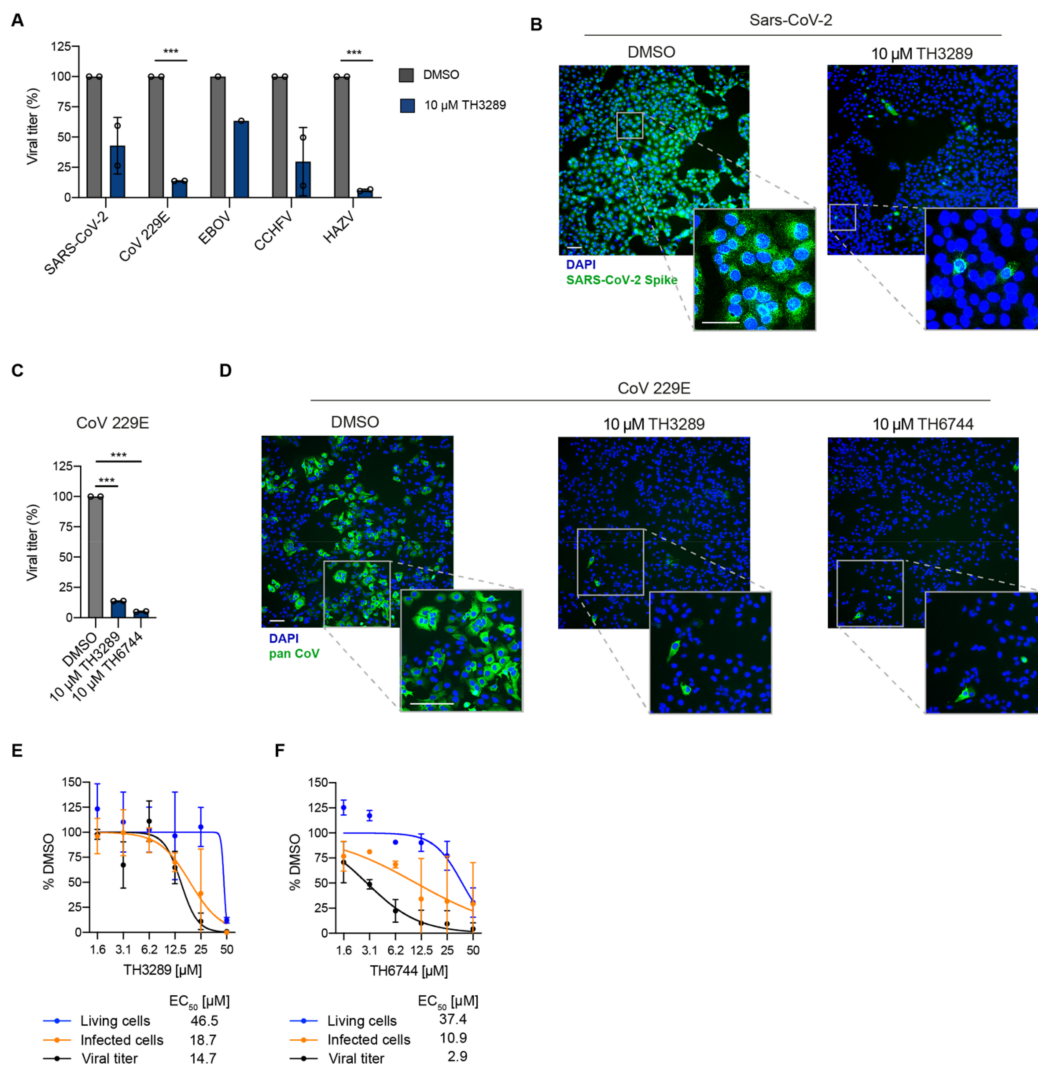 A
125
100
75
50
25
0
Viral titer (%)
***
***
DMSO
10 µM TH3289
SARS-CoV-2
CoV 229E
EBOV
CCHFV
HAZV
B
Sars-CoV-2
DMSO
10 µM TH3289
DAPI
SARS-CoV-2 Spike
C
CoV 229E
125
100
75
50
25
0
Viral titer (%)
***
***
DMSO
10 µM TH3289
10 µM TH6744
D
CoV 229E
DMSO
10 µM TH3289
10 µM TH6744
DAPI
pan CoV
E
150
125
100
75
50
25
0
% DMSO
1.6 3.1 6.2 12.5 25 50
TH3289 [µM]
EC50 [µM]
Living cells 46.5
Infected cells 18.7
Viral titer 14.7
F
150
125
100
75
50
25
0
% DMSO
1.6 3.1 6.2 12.5 25 50
TH6744 [µM]
EC50 [µM]
Living cells 37.4
Infected cells 10.9
Viral titer 2.9